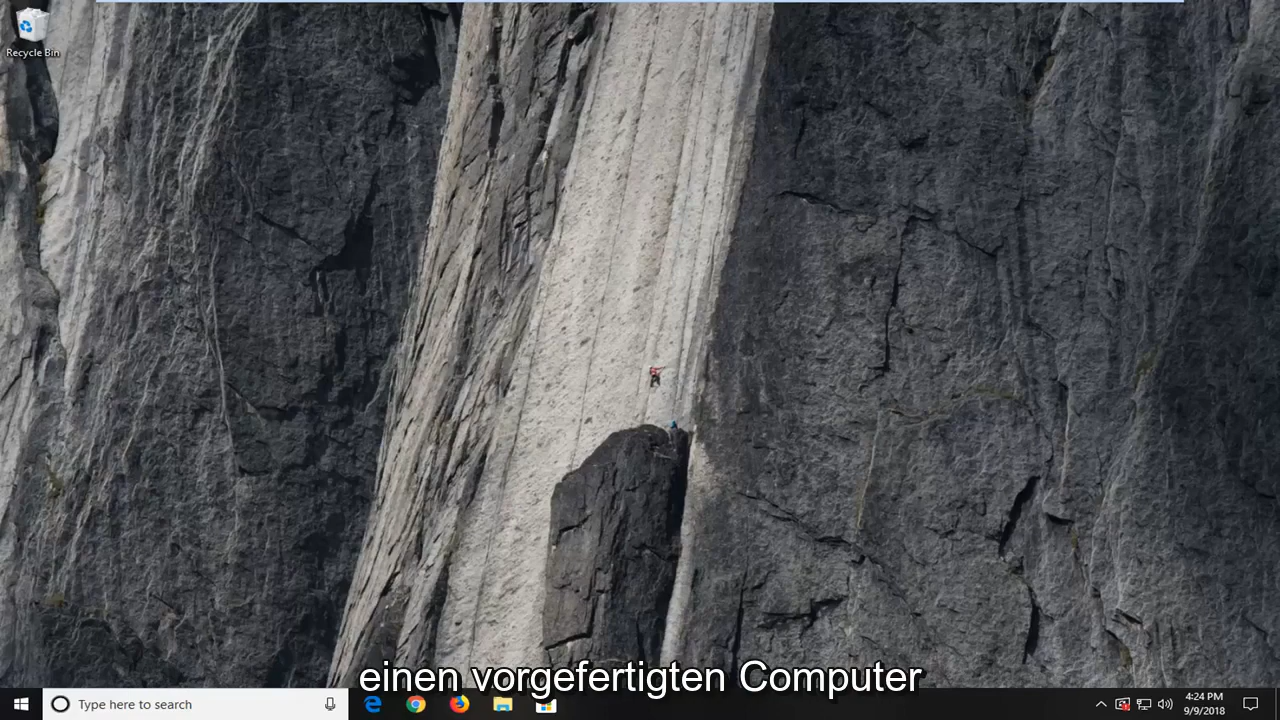 Recycle Bin
einen vorgefertigten Computer
Type here to search
4:24 PM
9/9/2018